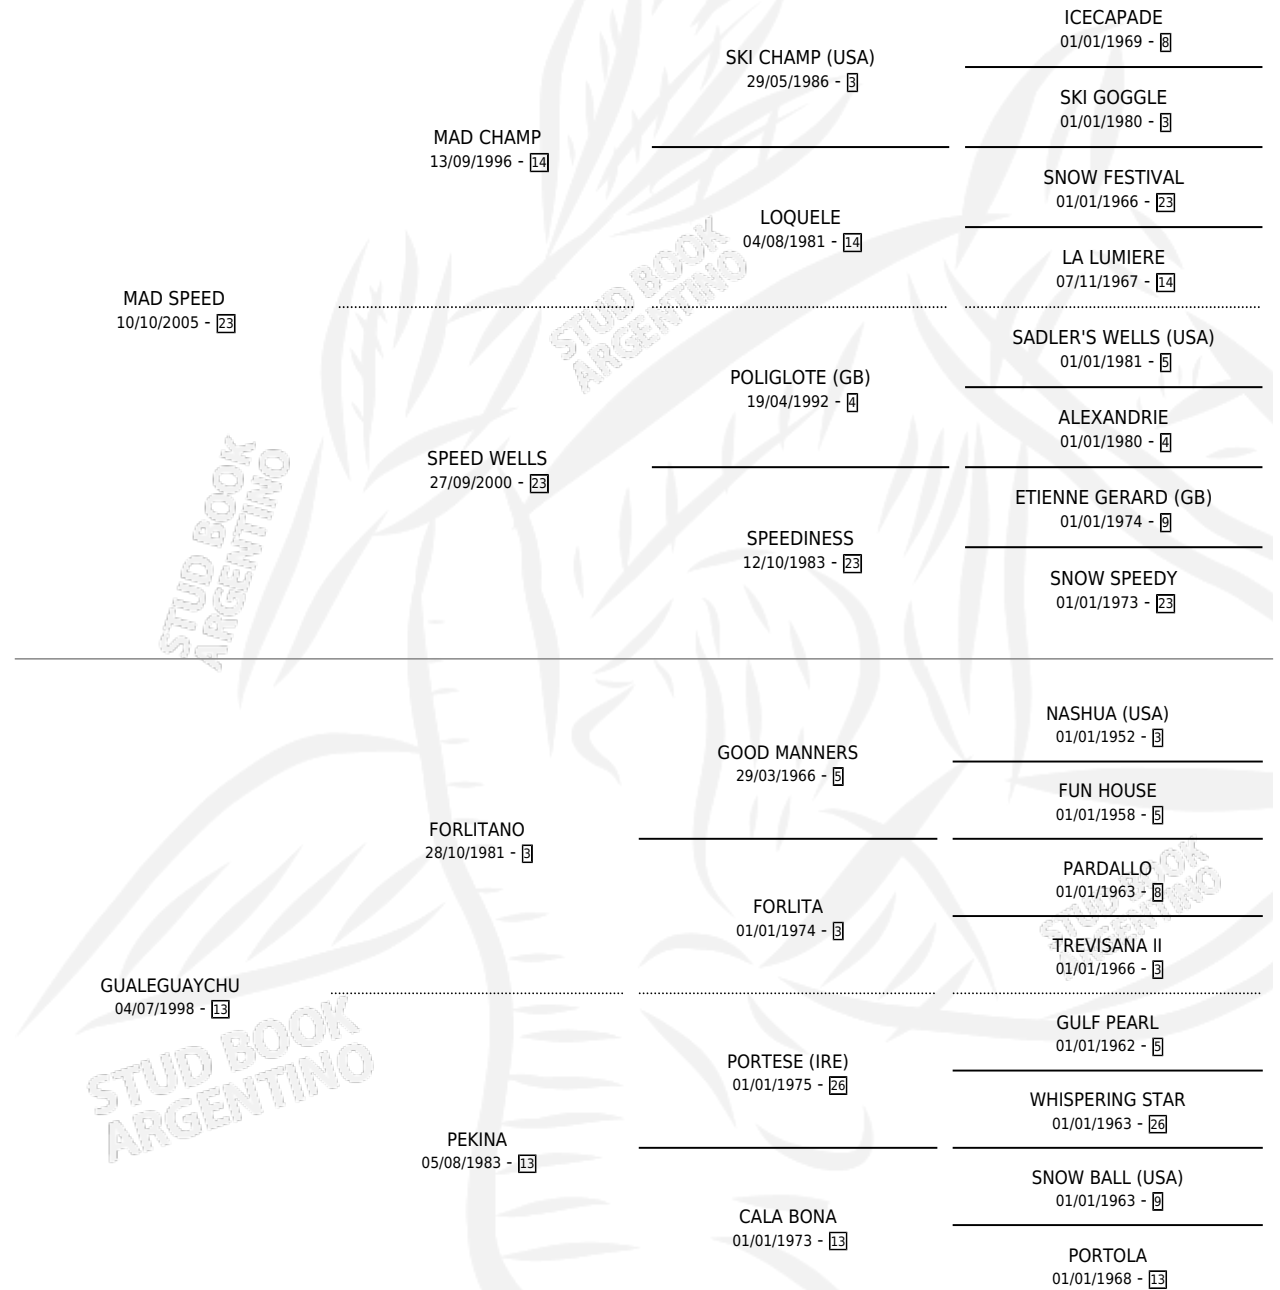 ICECAPADE
01/01/1969 - 8
SKI CHAMP (USA)
29/05/1986 - 3
SKI GOGGLE
01/01/1980 - 3
MAD CHAMP
13/09/1996 - 14
SNOW FESTIVAL
01/01/1966 - 23
LOQUELE
04/08/1981 - 14
LA LUMIERE
07/11/1967 - 14
MAD SPEED
10/10/2005 - 23
STUD BOOK
ARGENTINO
SADLER'S WELLS (USA)
01/01/1981 - 5
POLIGLOTE (GB)
19/04/1992 - 4
ALEXANDRIE
01/01/1980 - 4
SPEED WELLS
27/09/2000 - 23
ETIENNE GERARD (GB)
01/01/1974 - 9
SPEEDINESS
12/10/1983 - 23
SNOW SPEEDY
01/01/1973 - 23
STUD BOOK
ARGENTINO
NASHUA (USA)
01/01/1952 - 3
GOOD MANNERS
29/03/1966 - 5
FUN HOUSE
01/01/1958 - 5
FORLITANO
28/10/1981 - 3
PARDALLO
01/01/1963 - 8
FORLITA
01/01/1974 - 3
TREVISANA II
01/01/1966 - 3
STUD BOOK
ARGENTINO
GUALEGUAYCHU
04/07/1998 - 13
STUD BOOK
ARGENTINO
GULF PEARL
01/01/1962 - 5
PORTESE (IRE)
01/01/1975 - 26
WHISPERING STAR
01/01/1963 - 26
PEKINA
05/08/1983 - 13
SNOW BALL (USA)
01/01/1963 - 9
CALA BONA
01/01/1973 - 13
PORTOLA
01/01/1968 - 13